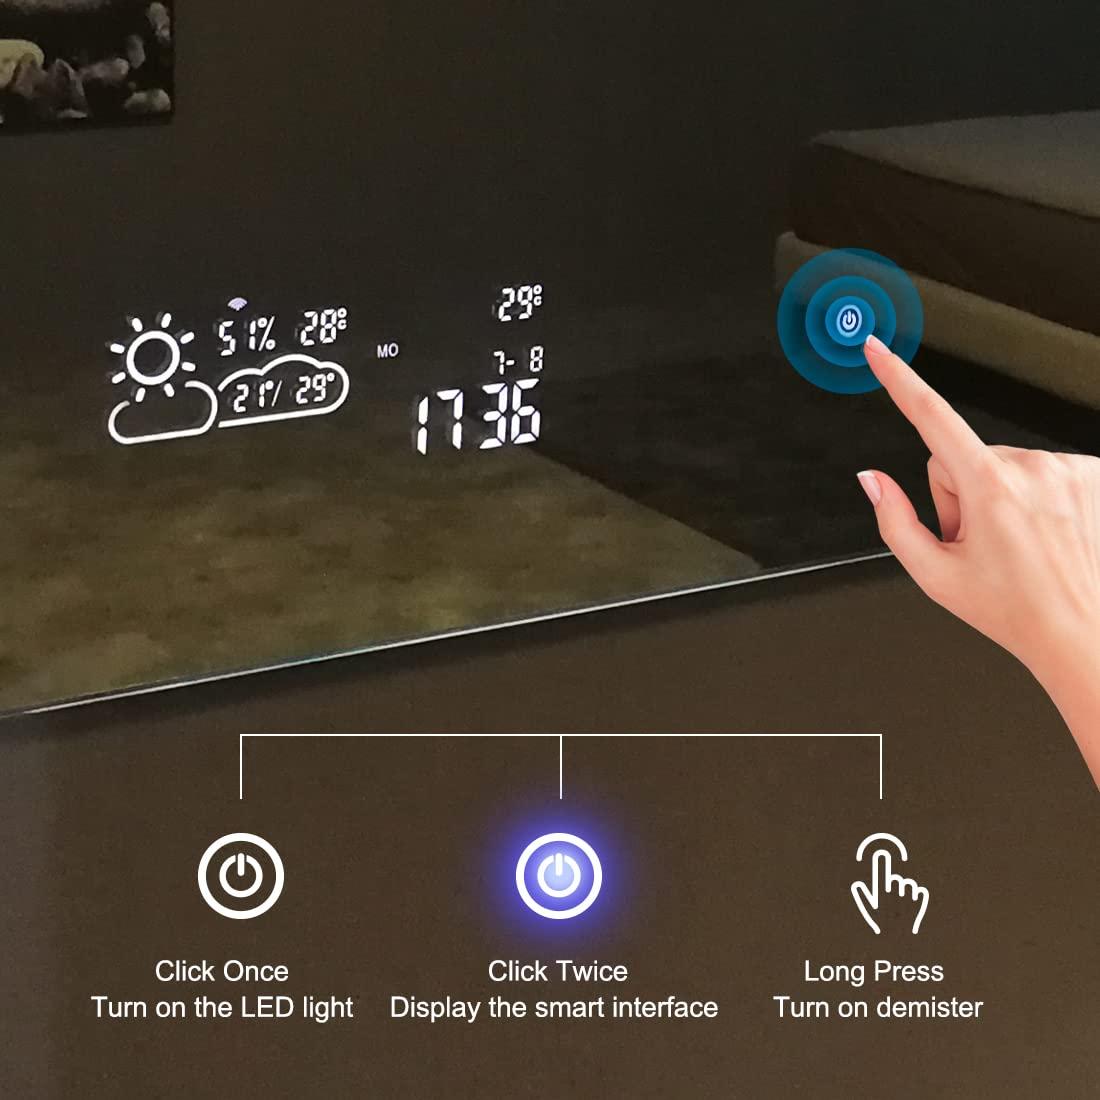 51% 28°C
21°/ 29°
MO
29°C
7- 8
17 36
Click Once
Turn on the LED light
Click Twice
Display the smart interface
Long Press
Turn on demister